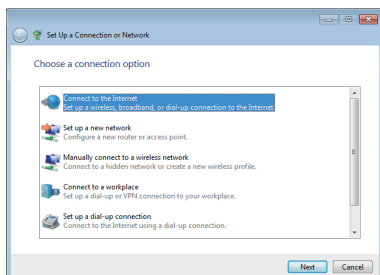 Set Up a Connection or Network
Choose a connection option
Connect to the Internet
Set up a wireless, broadband, or dial-up connection to the Internet.
Set up a new network
Configure a new router or access point.
Manually connect to a wireless network
Connect to a hidden network or create a new wireless profile.
Connect to a workplace
Set up a dial-up or VPN connection to your workplace.
Set up a dial-up connection
Connect to the Internet using a dial-up connection.
Next Cancel